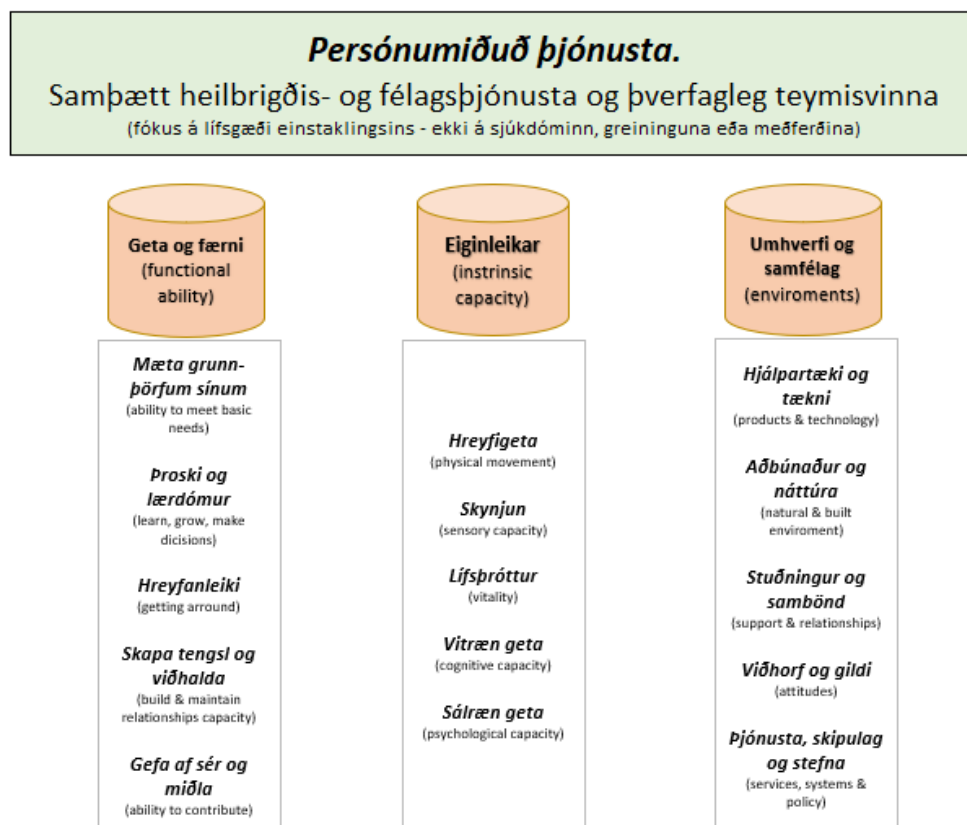 Persónumiðuð þjónusta.
Samþætt heilbrigðis- og félagsþjónusta og þverfagleg teymisvinna
(fókus á lífsgæði einstaklingsins - ekki á sjúkdóminn, greininguna eða meðferðina)
Geta og færni
(functional
ability)
Mæta grunn-
þörfum sínum
(ability to meet basic
needs)
Þroski og
lærdómur
(learn, grow, make
dicisions)
Hreyfanleiki
(getting arround)
Skapa tengsl og
viðhalda
(build & maintain
relationships capacity)
Gefa af sér og
miðla
(ability to contribute)
Eiginleikar
(instrinsic
capacity)
Hreyfigeta
(physical movement)
Skynjun
(sensory capacity)
Lífsþróttur
(vitality)
Vitræn geta
(cognitive capacity)
Sálræn geta
(psychological capacity)
Umhverfi og
samfélag
(enviroments)
Hjálpartæki og
tækni
(products & technology)
Aðbúnaður og
náttúra
(natural & built
enviroment)
Stuðningur og
sambönd
(support & relationships)
Viðhorf og gildi
(attitudes)
Þjónusta, skipulag
og stefna
(services, systems &
policy)